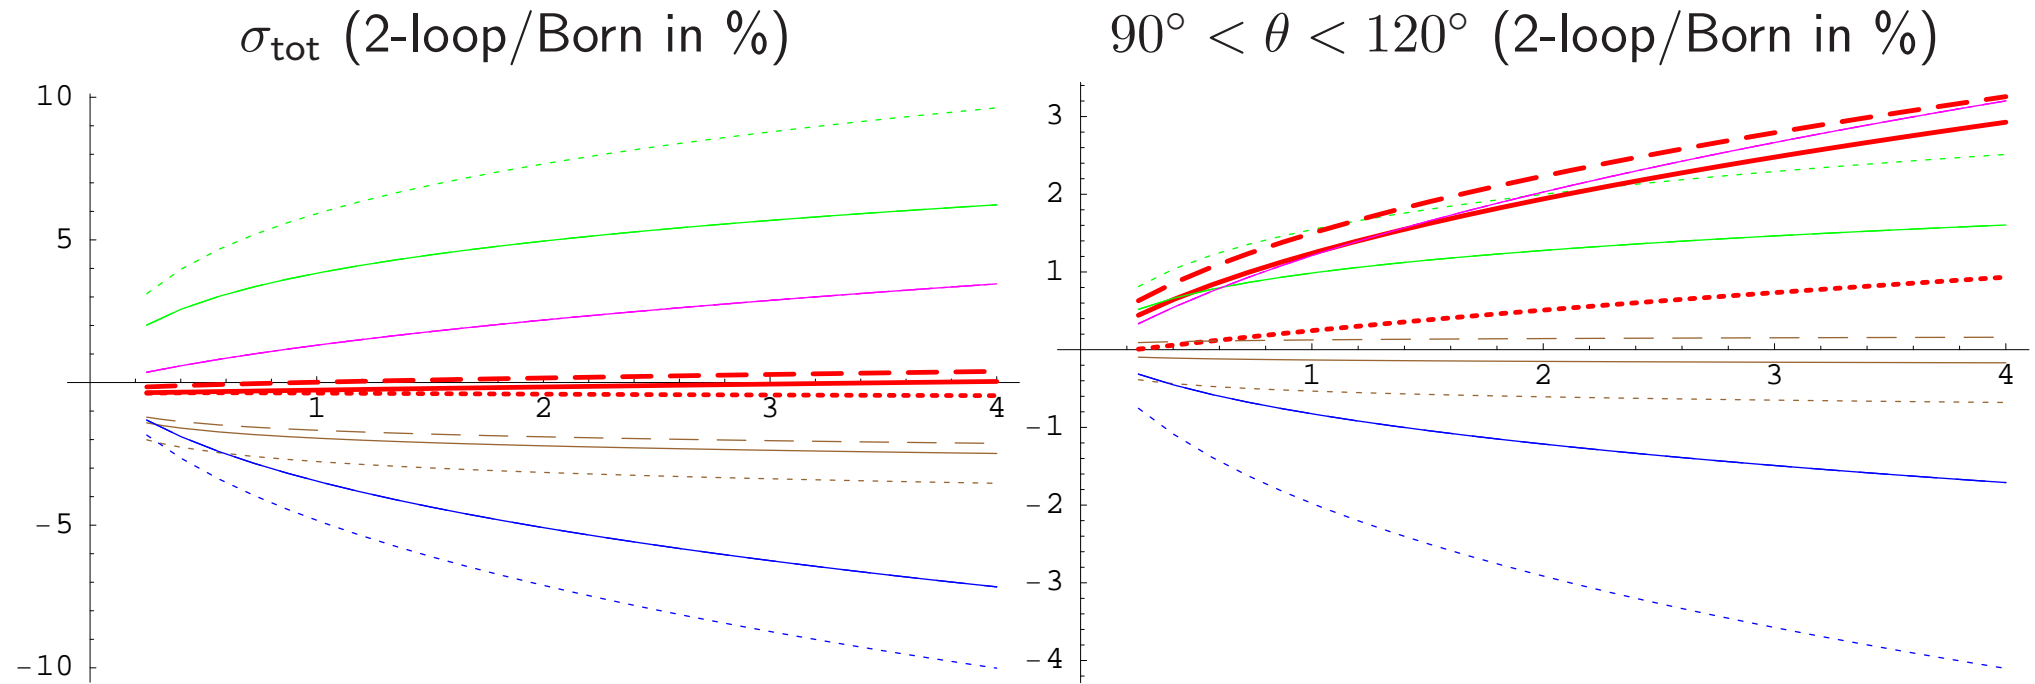 σtot (2-loop/Born in %)
10
5
-5
-10
1 2 3 4
90° < θ < 120° (2-loop/Born in %)
3
2
1
-1
-2
-3
-4
1 2 3 4